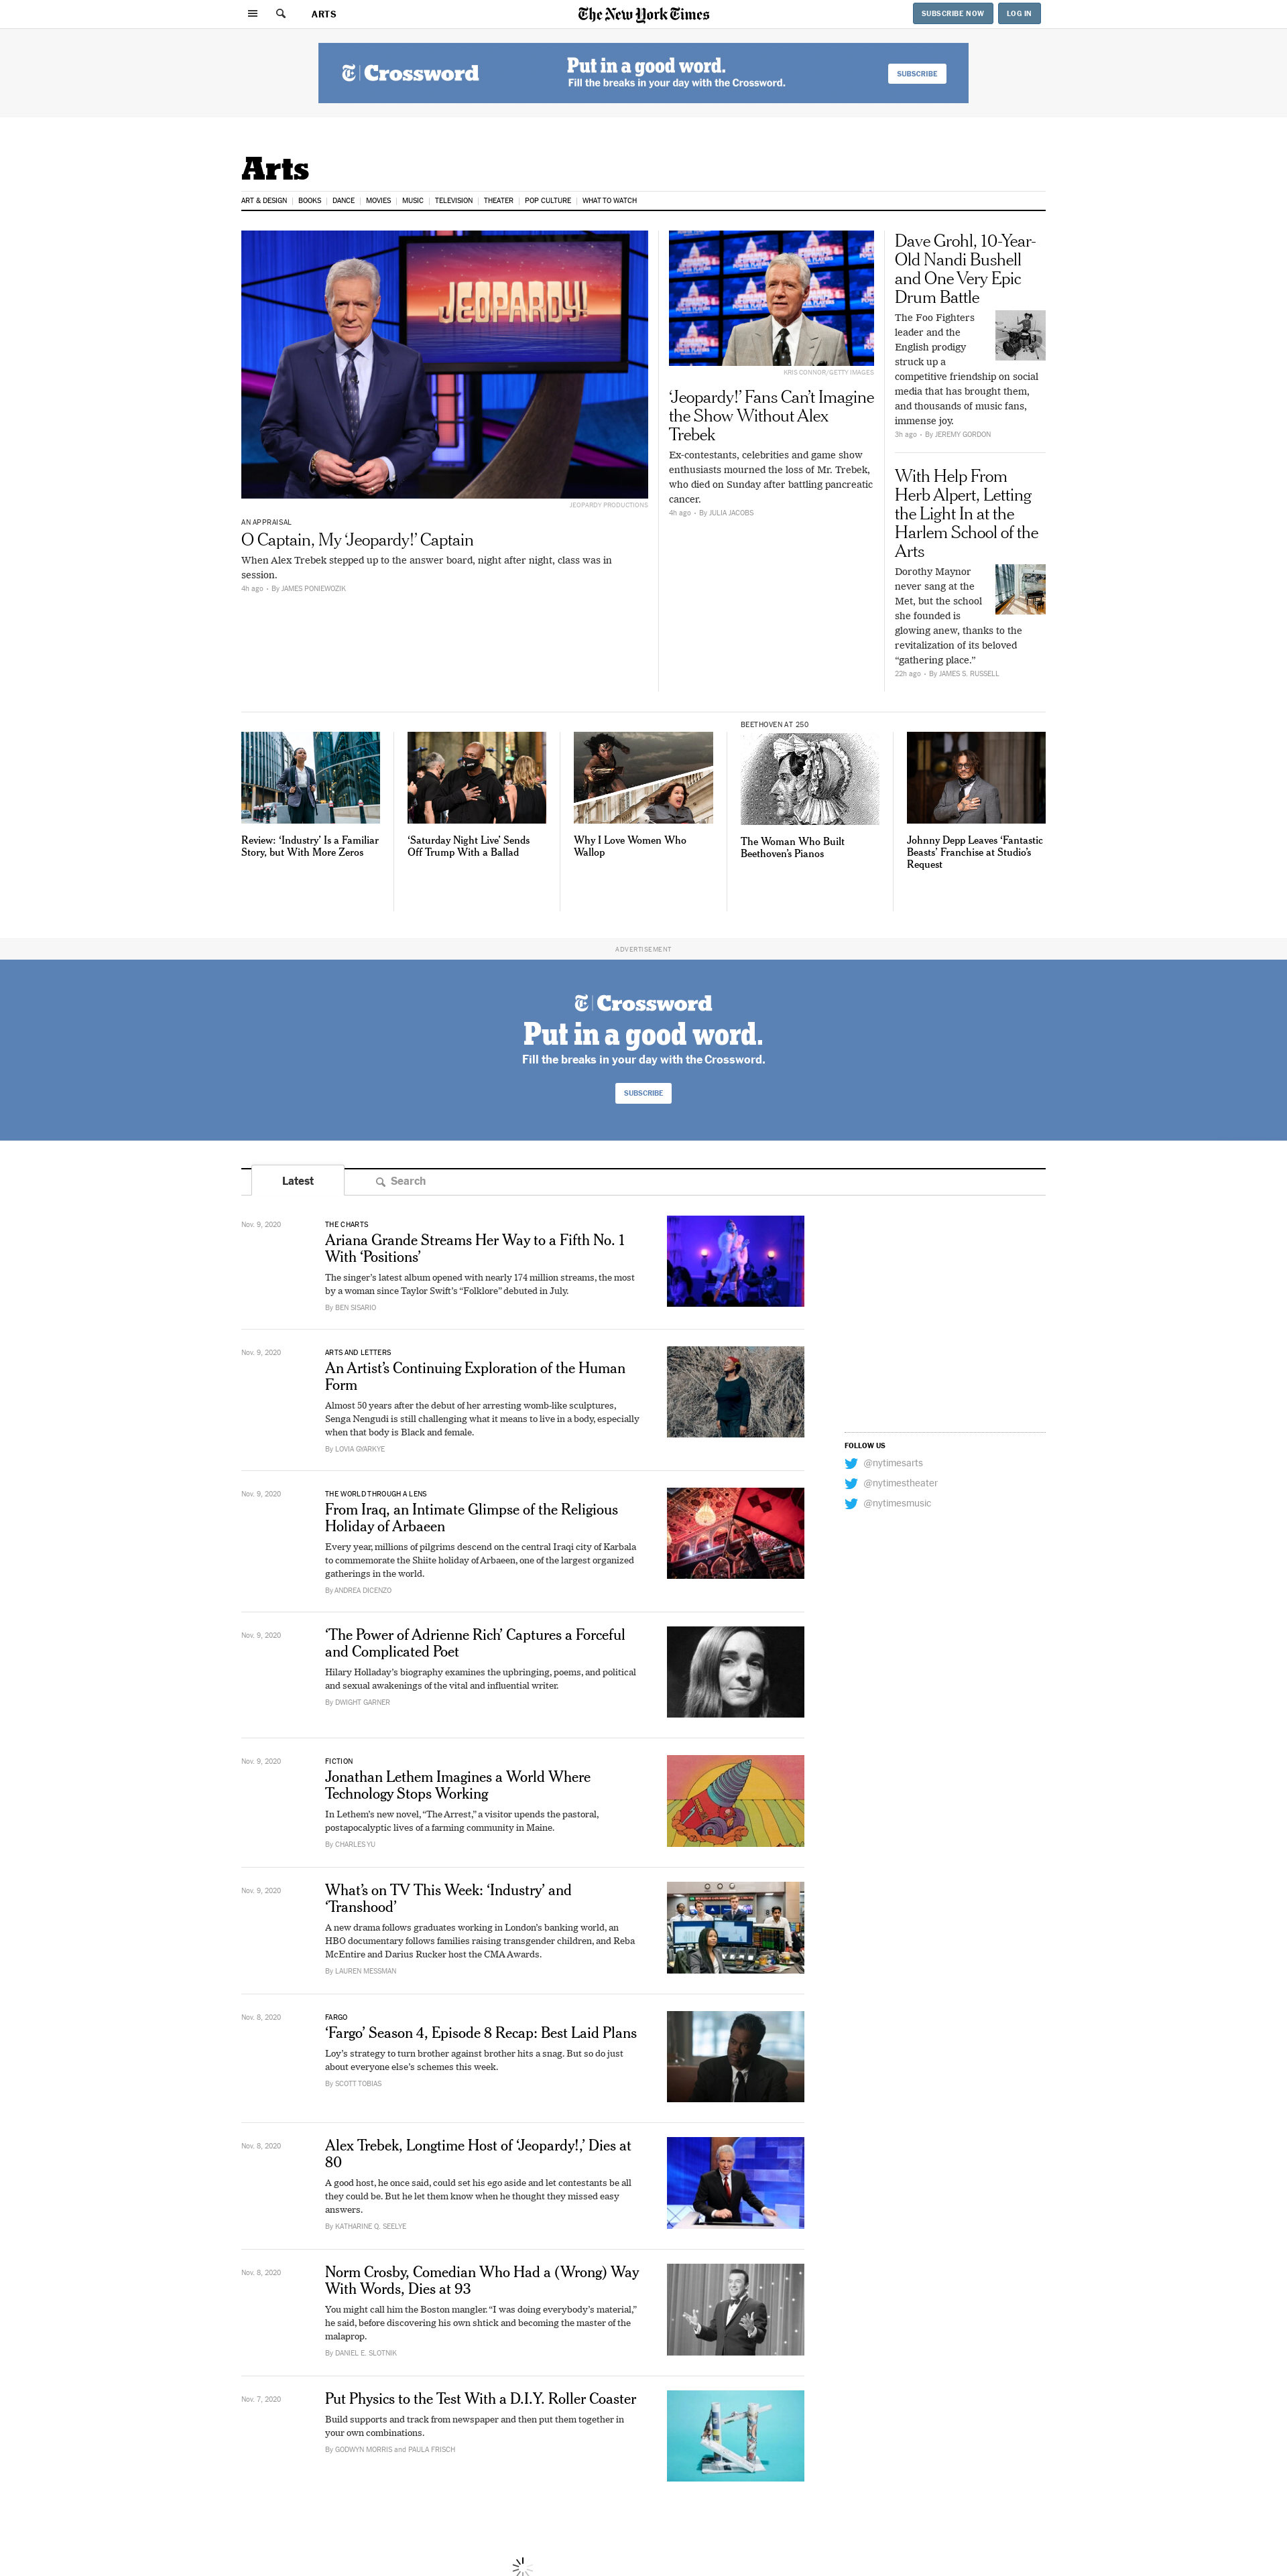 ARTS
The New York Times
SUBSCRIBE NOW
LOG IN
Crossword
Put in a good word.
Fill the breaks in your day with the Crossword.
SUBSCRIBE
Arts
ART & DESIGN
BOOKS
DANCE
MOVIES
MUSIC
TELEVISION
THEATER
POP CULTURE
WHAT TO WATCH
JEOPARDY!
JEOPARDY PRODUCTIONS
AN APPRAISAL
O Captain, My ‘Jeopardy!’ Captain
When Alex Trebek stepped up to the answer board, night after night, class was in
session.
4h ago • By JAMES PONIEWOZIK
KRIS CONNOR/GETTY IMAGES
‘Jeopardy!’ Fans Can’t Imagine
the Show Without Alex
Trebek
Ex-contestants, celebrities and game show
enthusiasts mourned the loss of Mr. Trebek,
who died on Sunday after battling pancreatic
cancer.
4h ago • By JULIA JACOBS
Dave Grohl, 10-Year-
Old Nandi Bushell
and One Very Epic
Drum Battle
The Foo Fighters
leader and the
English prodigy
struck up a
competitive friendship on social
media that has brought them,
and thousands of music fans,
immense joy.
3h ago • By JEREMY GORDON
With Help From
Herb Alpert, Letting
the Light In at the
Harlem School of the
Arts
Dorothy Maynor
never sang at the
Met, but the school
she founded is
glowing anew, thanks to the
revitalization of its beloved
“gathering place.”
22h ago • By JAMES S. RUSSELL
Review: ‘Industry’ Is a Familiar
Story, but With More Zeros
‘Saturday Night Live’ Sends
Off Trump With a Ballad
Why I Love Women Who
Wallop
BEETHOVEN AT 250
The Woman Who Built
Beethoven’s Pianos
Johnny Depp Leaves ‘Fantastic
Beasts’ Franchise at Studio’s
Request
ADVERTISEMENT
Crossword
Put in a good word.
Fill the breaks in your day with the Crossword.
SUBSCRIBE
Latest
Search
Nov. 9, 2020
THE CHARTS
Ariana Grande Streams Her Way to a Fifth No. 1
With ‘Positions’
The singer’s latest album opened with nearly 174 million streams, the most
by a woman since Taylor Swift’s “Folklore” debuted in July.
By BEN SISARIO
Nov. 9, 2020
ARTS AND LETTERS
An Artist’s Continuing Exploration of the Human
Form
Almost 50 years after the debut of her arresting womb-like sculptures,
Senga Nengudi is still challenging what it means to live in a body, especially
when that body is Black and female.
By LOVIA GYARKYE
FOLLOW US
@nytimesarts
@nytimestheater
@nytimesmusic
Nov. 9, 2020
THE WORLD THROUGH A LENS
From Iraq, an Intimate Glimpse of the Religious
Holiday of Arbaeen
Every year, millions of pilgrims descend on the central Iraqi city of Karbala
to commemorate the Shiite holiday of Arbaeen, one of the largest organized
gatherings in the world.
By ANDREA DICENZO
Nov. 9, 2020
‘The Power of Adrienne Rich’ Captures a Forceful
and Complicated Poet
Hilary Holladay’s biography examines the upbringing, poems, and political
and sexual awakenings of the vital and influential writer.
By DWIGHT GARNER
Nov. 9, 2020
FICTION
Jonathan Lethem Imagines a World Where
Technology Stops Working
In Lethem’s new novel, “The Arrest,” a visitor upends the pastoral,
postapocalyptic lives of a farming community in Maine.
By CHARLES YU
Nov. 9, 2020
What’s on TV This Week: ‘Industry’ and
‘Transhood’
A new drama follows graduates working in London’s banking world, an
HBO documentary follows families raising transgender children, and Reba
McEntire and Darius Rucker host the CMA Awards.
By LAUREN MESSMAN
Nov. 8, 2020
FARGO
‘Fargo’ Season 4, Episode 8 Recap: Best Laid Plans
Loy’s strategy to turn brother against brother hits a snag. But so do just
about everyone else’s schemes this week.
By SCOTT TOBIAS
Nov. 8, 2020
Alex Trebek, Longtime Host of ‘Jeopardy!,’ Dies at
80
A good host, he once said, could set his ego aside and let contestants be all
they could be. But he let them know when he thought they missed easy
answers.
By KATHARINE Q. SEELYE
Nov. 8, 2020
Norm Crosby, Comedian Who Had a (Wrong) Way
With Words, Dies at 93
You might call him the Boston mangler. “I was doing everybody’s material,”
he said, before discovering his own shtick and becoming the master of the
malaprop.
By DANIEL E. SLOTNIK
Nov. 7, 2020
Put Physics to the Test With a D.I.Y. Roller Coaster
Build supports and track from newspaper and then put them together in
your own combinations.
By GODWYN MORRIS and PAULA FRISCH